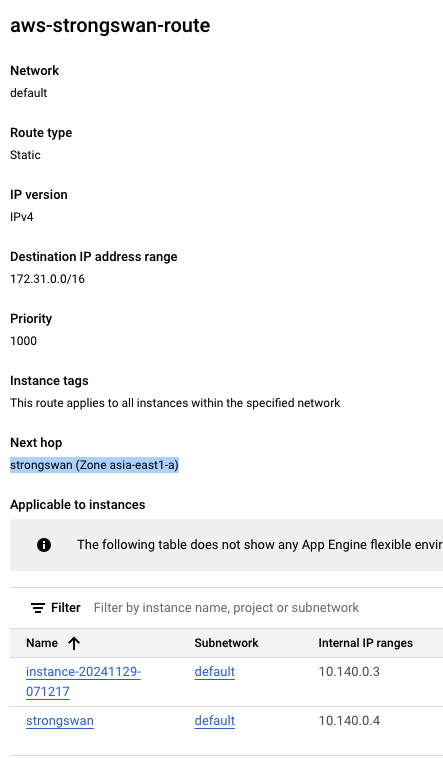 aws-strongswan-route
Network
default
Route type
Static
IP version
IPv4
Destination IP address range
172.31.0.0/16
Priority
1000
Instance tags
This route applies to all instances within the specified network
Next hop
strongswan (Zone asia-east1-a)
Applicable to instances
The following table does not show any App Engine flexible envir
Filter Filter by instance name, project or subnetwork
Name Subnetwork Internal IP ranges
instance-20241129- default 10.140.0.3
071217
strongswan default 10.140.0.4